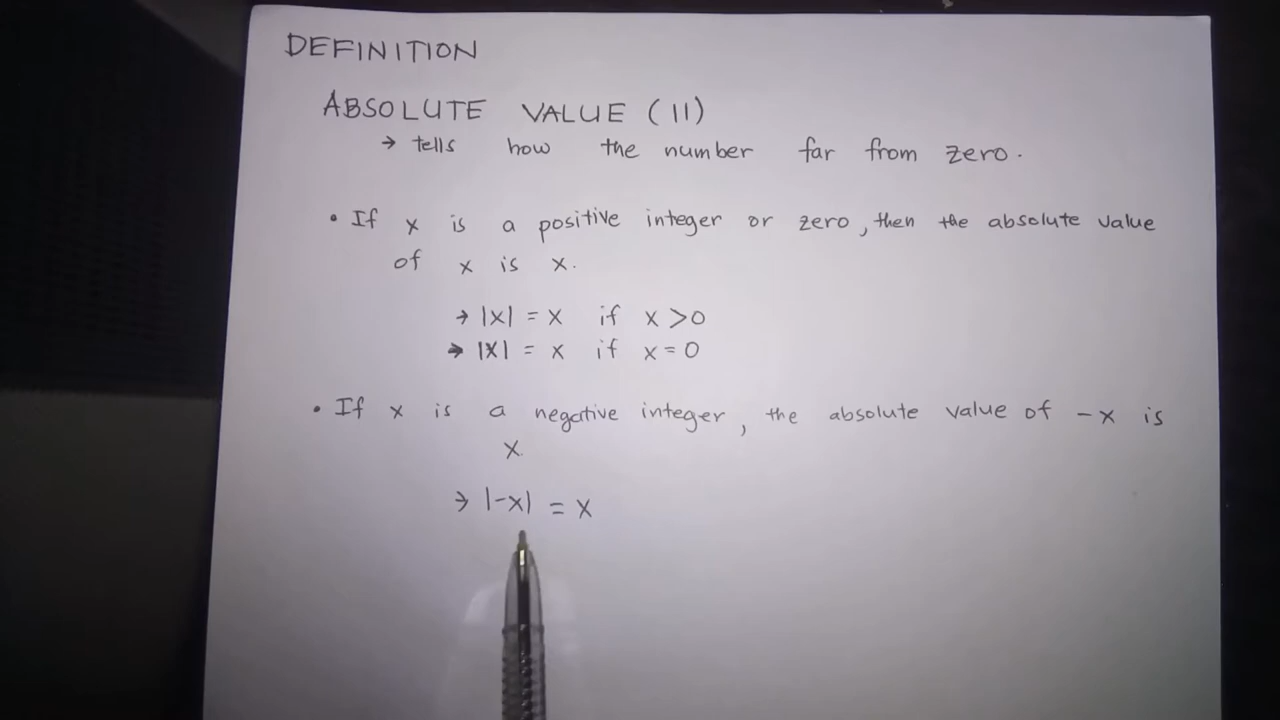 DEFINITION
ABSOLUTE VALUE (||)
→ tells how the number far from zero.
• If x is a positive integer or zero, then the absolute value
of x is x.
→ |x| = x if x > 0
→ |x| = x if x = 0
• If x is a negative integer, the absolute value of -x is
x.
→ |-x| = x